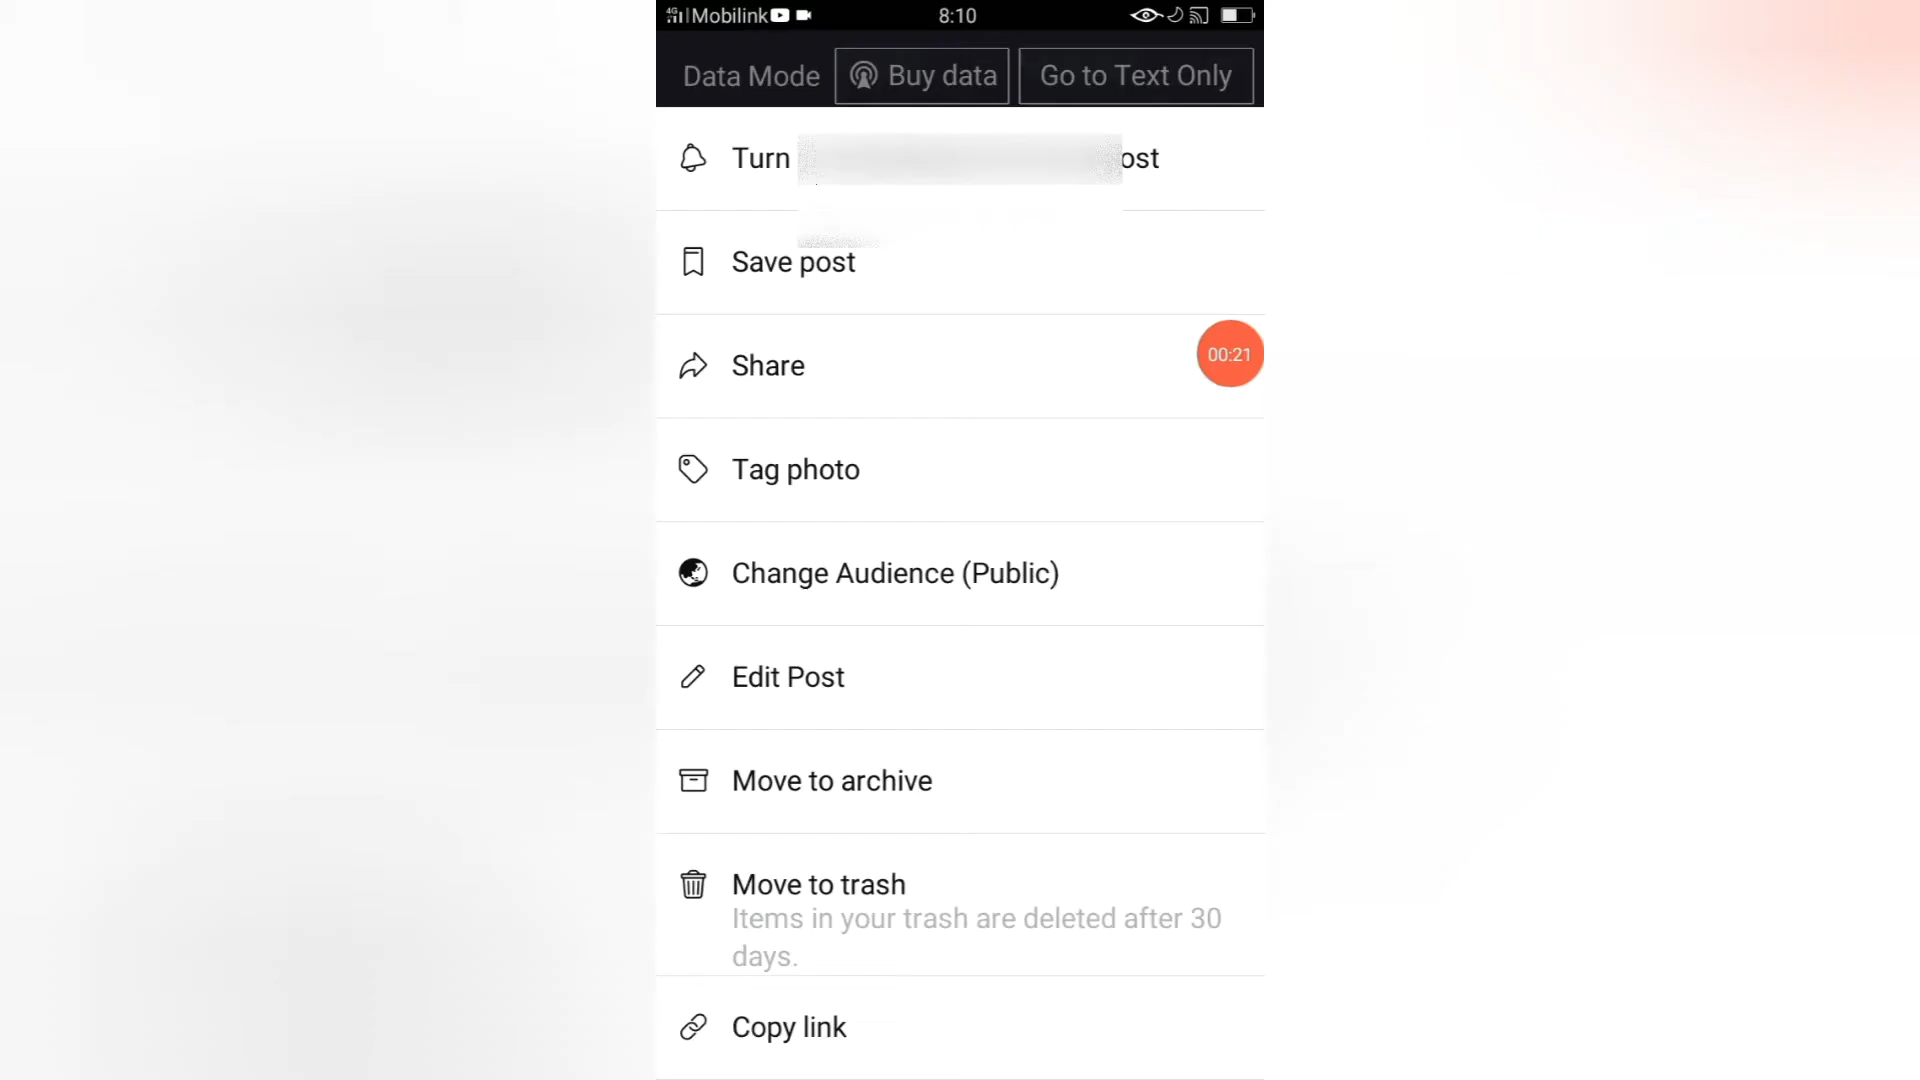 4G Mobilink 8:10
Data Mode Buy data Go to Text Only
Turn ost
Save post
Share
00:21
Tag photo
Change Audience (Public)
Edit Post
Move to archive
Move to trash
Items in your trash are deleted after 30
days.
Copy link